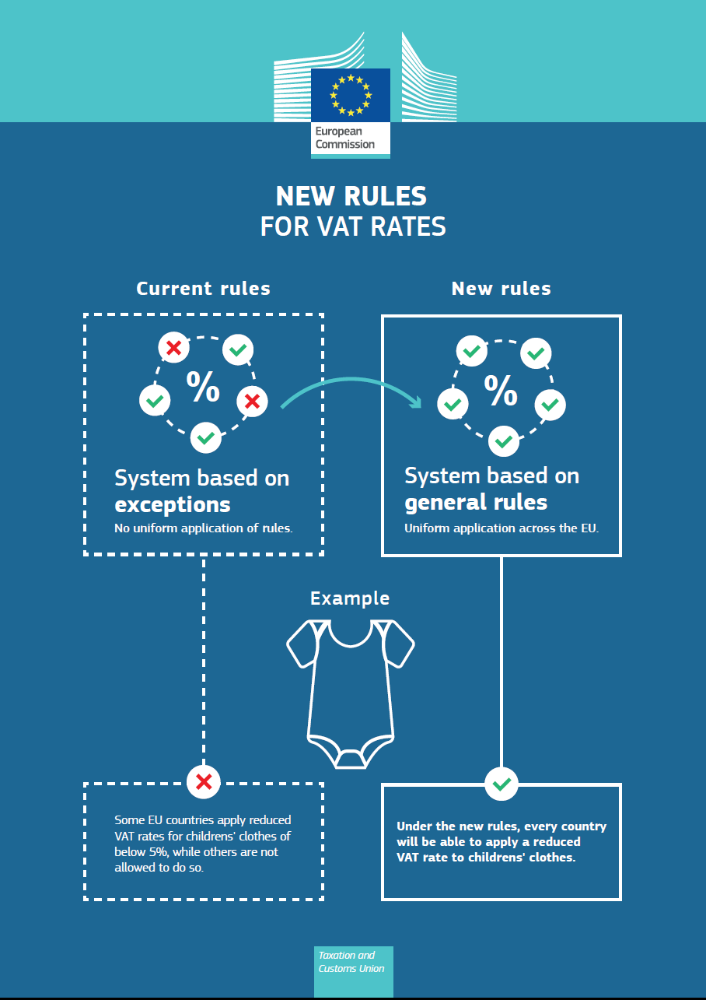 European
Commission
NEW RULES
FOR VAT RATES
Current rules
New rules
%
System based on
exceptions
No uniform application of rules.
%
System based on
general rules
Uniform application across the EU.
Example
Some EU countries apply reduced
VAT rates for childrens' clothes of
below 5%, while others are not
allowed to do so.
Under the new rules, every country
will be able to apply a reduced
VAT rate to childrens' clothes.
Taxation and
Customs Union